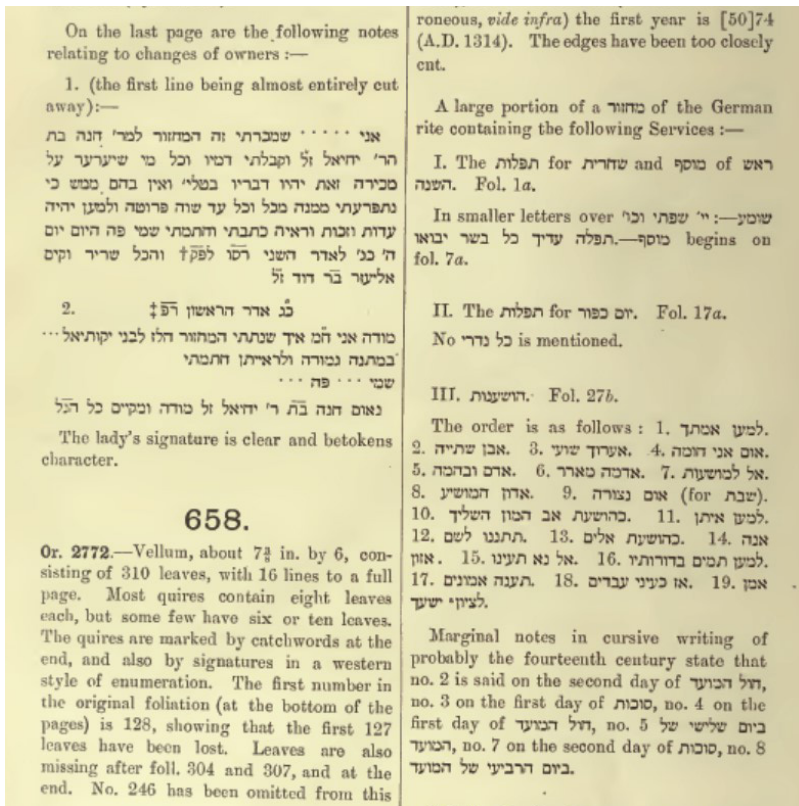 On the last page are the following notes
relating to changes of owners :—
1. (the first line being almost entirely cut
away):—
אני · · · · · שמכרתי זה המחזור למר' חנה בת
הר' יחיאל זל וקבלתי דמיו וכל מי שיערער על
מכירה זאת יהיו דבריו בטלי' ואין בהם ממש כי
נתפרעתי ממנה מכל וכל עד שוה פרוטה ולמען יהיה
עדות וזכות וראיה כתבתי וחתמתי שמי פה היום יום
ה' כג' לאדר השני רסו לפק† והכל שריר וקים
אליעזר בר דוד זל
2. כג אדר הראשון רפ‡
מודה אני חמ איך שנתתי המחזור הלז לבני יקותיאל · · ·
במתנה גמורה ולראייתן חתמתי
שמי · · · פה · · ·
נאום חנה בת ר' יחיאל זל מודה ומקיים כל הנל
The lady's signature is clear and betokens
character.
658.
Or. 2772.—Vellum, about 7¾ in. by 6, con-
sisting of 310 leaves, with 16 lines to a full
page. Most quires contain eight leaves
each, but some few have six or ten leaves.
The quires are marked by catchwords at the
end, and also by signatures in a western
style of enumeration. The first number in
the original foliation (at the bottom of the
pages) is 128, showing that the first 127
leaves have been lost. Leaves are also
missing after foll. 304 and 307, and at the
end. No. 246 has been omitted from this
roneous, vide infra) the first year is [50]74
(A.D. 1314). The edges have been too closely
cut.
A large portion of a מחזור of the German
rite containing the following Services :—
I. The תפלות for שחרית and מוסף of ראש
השנה. Fol. 1a.
In smaller letters over יי' שפתי וכו' :—שומע
תפלה עדיך כל בשר יבואו.—מוסף begins on
fol. 7a.
II. The תפלות for יום כפור. Fol. 17a.
No כל נדרי is mentioned.
III. הושענות. Fol. 27b.
The order is as follows : 1. למען אמתך.
2. אבן שתייה. 3. אערוך שועי. 4. אום אני חומה.
5. אדם ובהמה. 6. אדמה מארר. 7. אל למושעות.
8. אדון המושיע. 9. אום נצורה (for שבת).
10. כהושעת אב המון השליך. 11. למען איתן.
12. תתננו לשם. 13. כהושעת אלים. 14. אנה
אזון. 15. אל נא תעינו. 16. למען תמים בדורותיו.
17. תענה אמונים. 18. אז כעיני עבדים. 19. אמן
לציון* ישעך.
Marginal notes in cursive writing of
probably the fourteenth century state that
no. 2 is said on the second day of חול המועד,
no. 3 on the first day of סוכות, no. 4 on the
first day of חול המועד, no. 5 ביום שלישי של
המועד, no. 7 on the second day of סוכות, no. 8
ביום הרביעי של המועד.